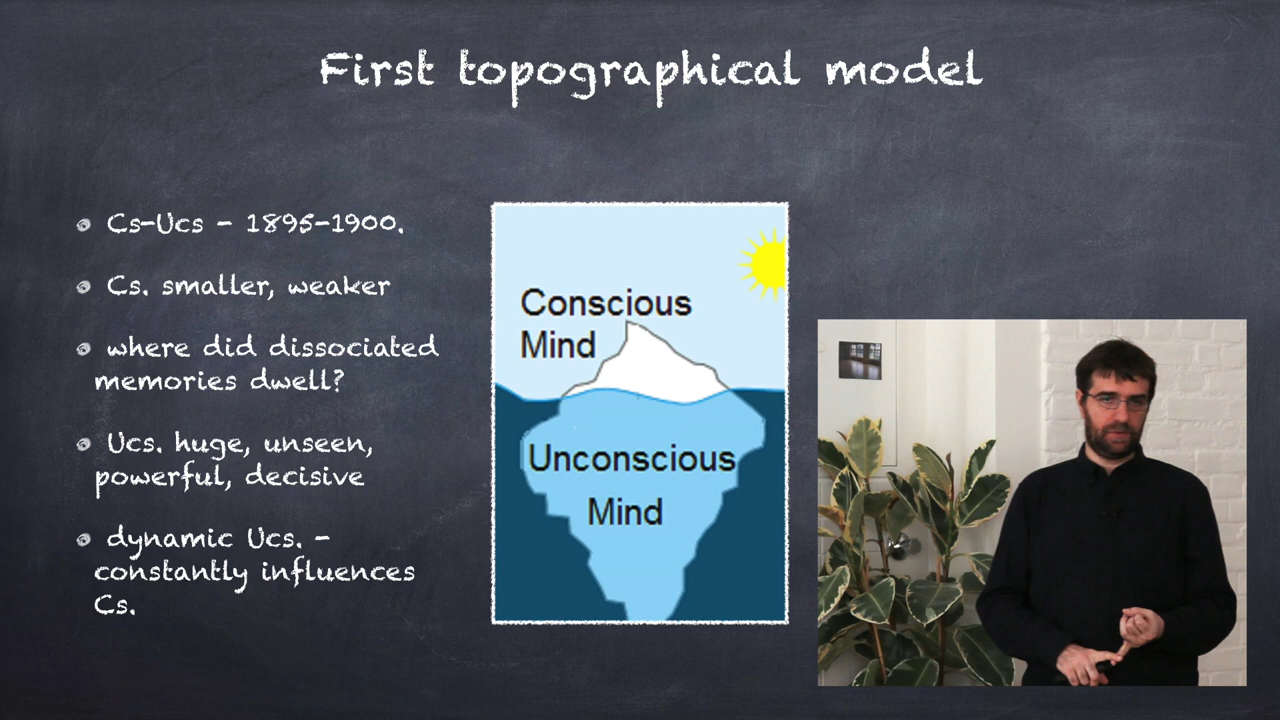 First topographical model
Cs-Ucs - 1895-1900.
Cs. smaller, weaker
where did dissociated
memories dwell?
Ucs. huge, unseen,
powerful, decisive
dynamic Ucs. -
constantly influences
Cs.
Conscious
Mind
Unconscious
Mind